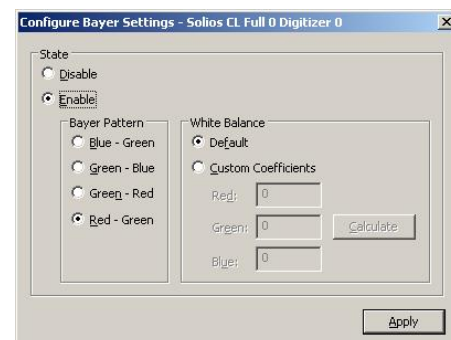 Configure Bayer Settings - Solios CL Full 0 Digitizer 0
State
Disable
Enable
Bayer Pattern
Blue - Green
Green - Blue
Green - Red
Red - Green
White Balance
Default
Custom Coefficients
Red: 0
Green: 0 Calculate
Blue: 0
Apply